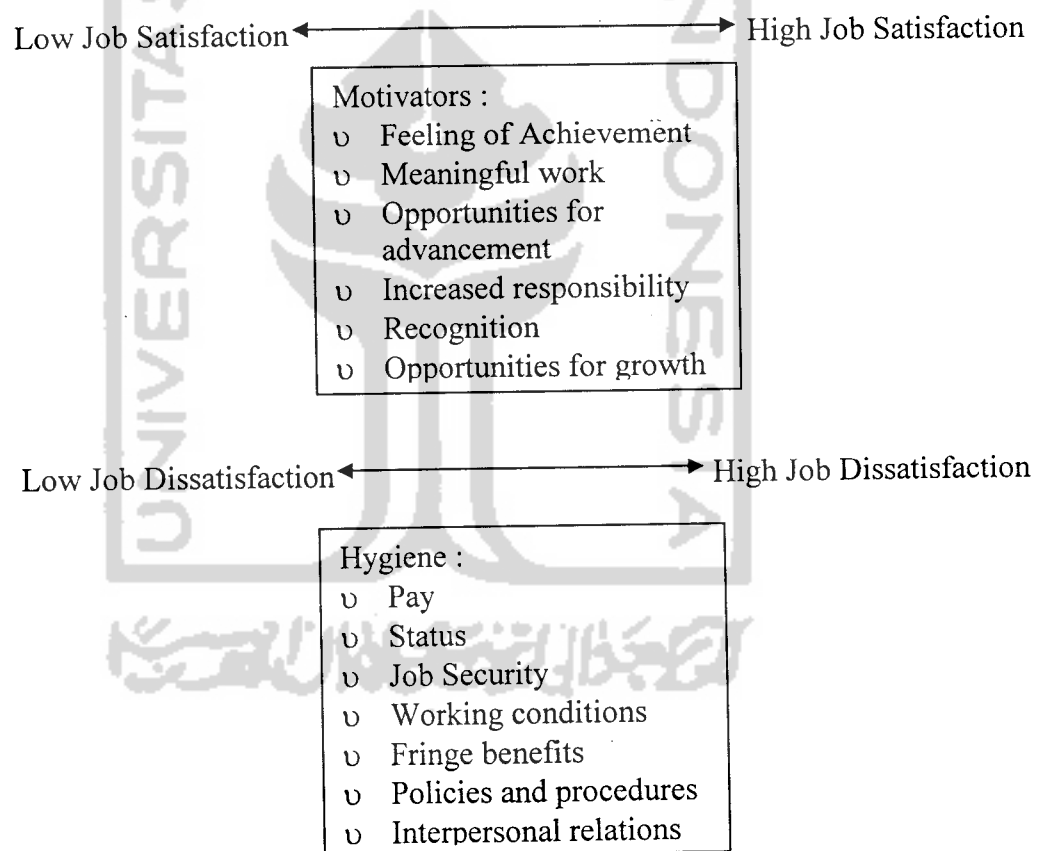 Low Job Satisfaction High Job Satisfaction
Motivators :
υ Feeling of Achievement
υ Meaningful work
υ Opportunities for
advancement
υ Increased responsibility
υ Recognition
υ Opportunities for growth
Low Job Dissatisfaction High Job Dissatisfaction
Hygiene :
υ Pay
υ Status
υ Job Security
υ Working conditions
υ Fringe benefits
υ Policies and procedures
υ Interpersonal relations
UNIVERSITAS
NDONESIA